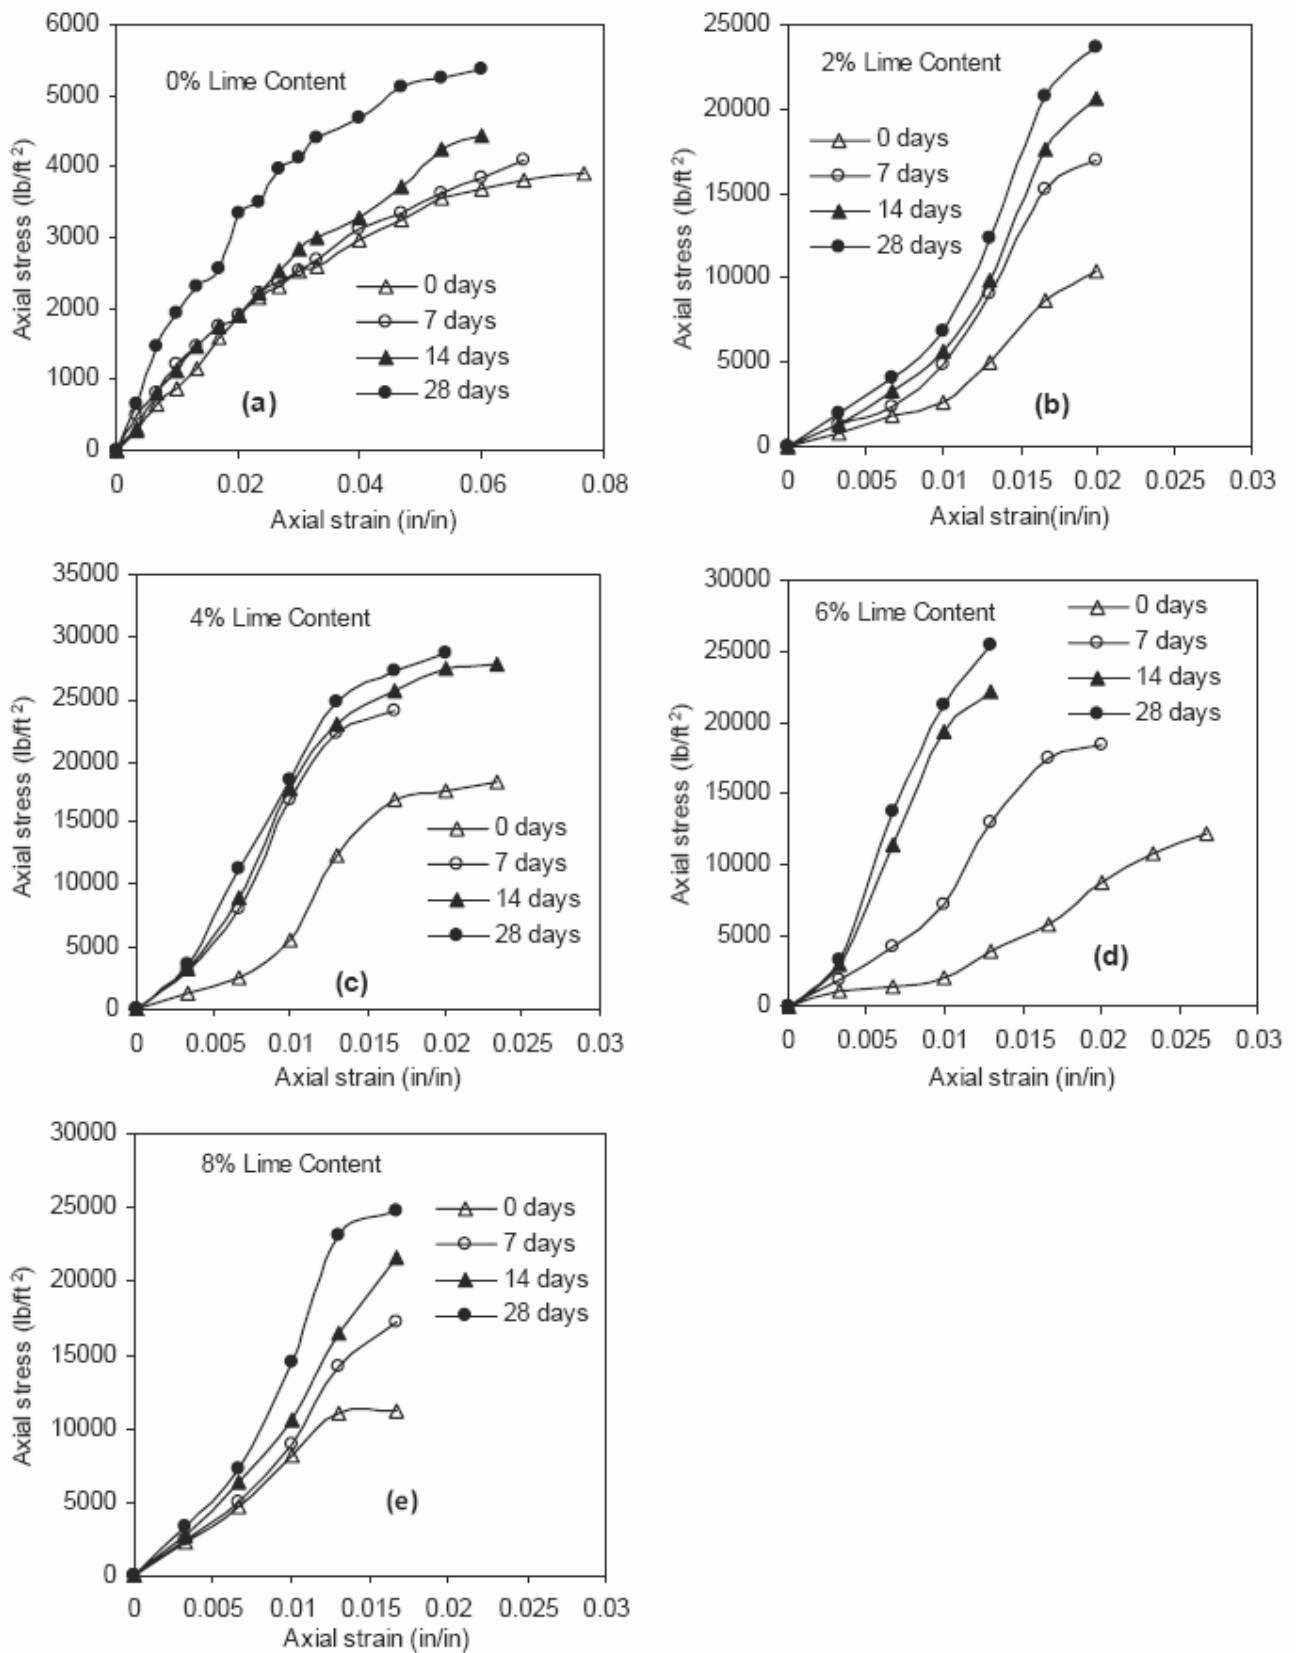 6000
5000
4000
3000
2000
1000
0
Axial stress (lb/ft²)
0% Lime Content
0 days
7 days
14 days
28 days
(a)
0 0.02 0.04 0.06 0.08
Axial strain (in/in)
25000
20000
15000
10000
5000
0
Axial stress (lb/ft²)
2% Lime Content
0 days
7 days
14 days
28 days
(b)
0 0.005 0.01 0.015 0.02 0.025 0.03
Axial strain(in/in)
35000
30000
25000
20000
15000
10000
5000
0
Axial stress (lb/ft²)
4% Lime Content
0 days
7 days
14 days
28 days
(c)
0 0.005 0.01 0.015 0.02 0.025 0.03
Axial strain (in/in)
30000
25000
20000
15000
10000
5000
0
Axial stress (lb/ft²)
6% Lime Content
0 days
7 days
14 days
28 days
(d)
0 0.005 0.01 0.015 0.02 0.025 0.03
Axial strain (in/in)
30000
25000
20000
15000
10000
5000
0
Axial stress (lb/ft²)
8% Lime Content
0 days
7 days
14 days
28 days
(e)
0 0.005 0.01 0.015 0.02 0.025 0.03
Axial strain (in/in)